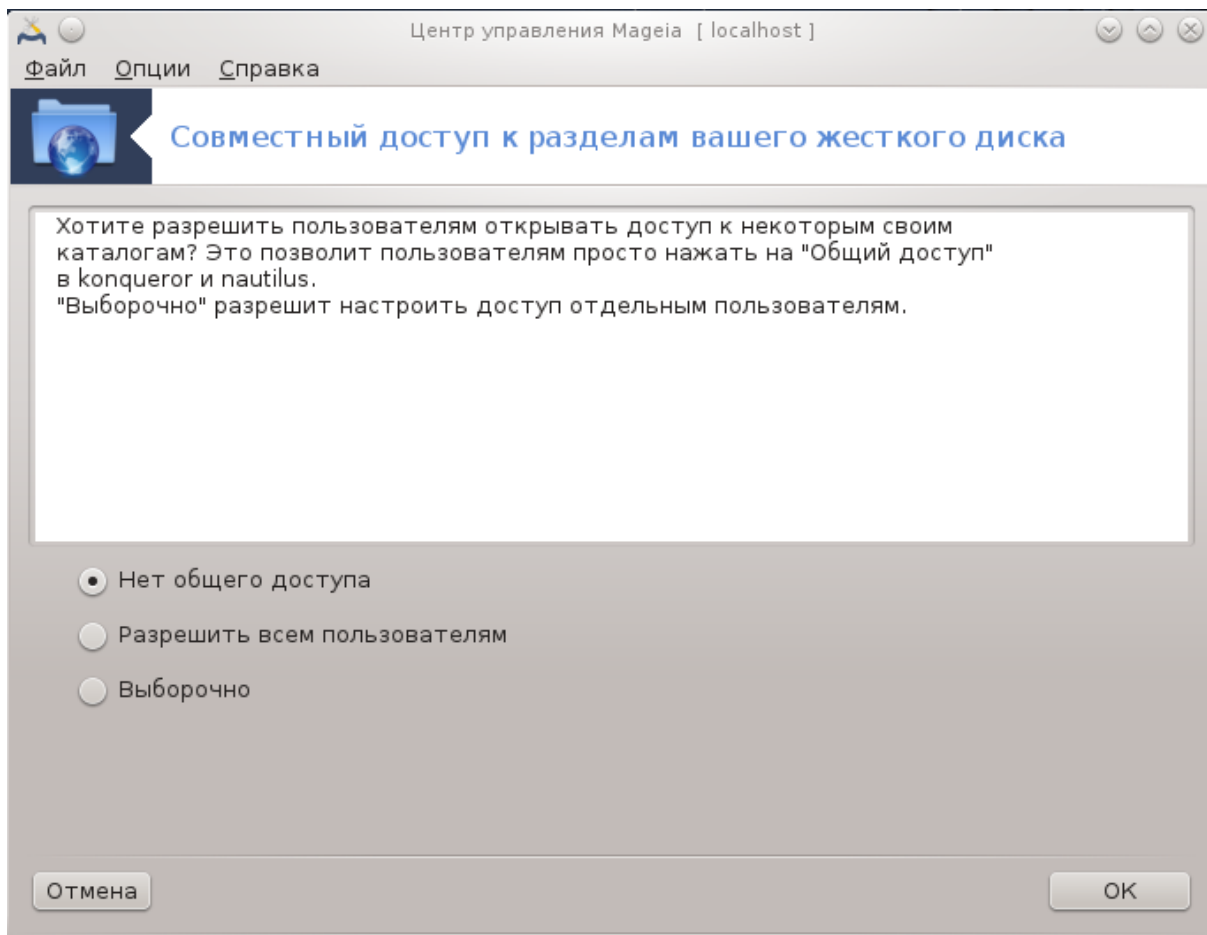 Центр управления Mageia [ localhost ]
Файл Опции Справка
Совместный доступ к разделам вашего жесткого диска
Хотите разрешить пользователям открывать доступ к некоторым своим
каталогам? Это позволит пользователям просто нажать на "Общий доступ"
в konqueror и nautilus.
"Выборочно" разрешит настроить доступ отдельным пользователям.
Нет общего доступа
Разрешить всем пользователям
Выборочно
Отмена OK